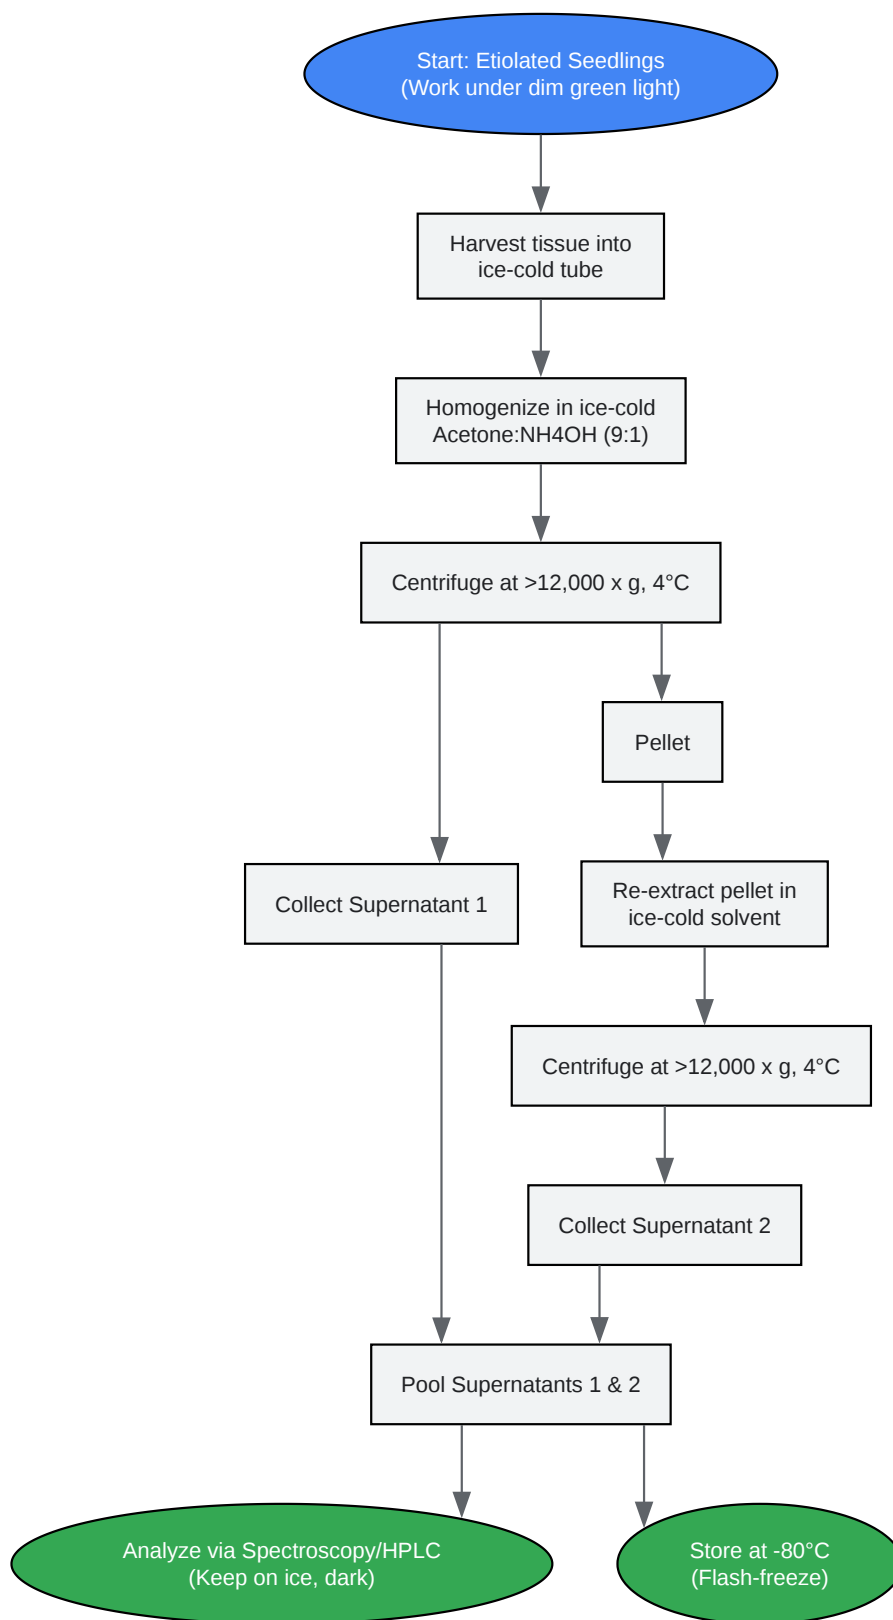 Start: Etiolated Seedlings
(Work under dim green light)
Harvest tissue into
ice-cold tube
Homogenize in ice-cold
Acetone:NH4OH (9:1)
Centrifuge at >12,000 x g, 4°C
Pellet
Collect Supernatant 1
Re-extract pellet in
ice-cold solvent
Centrifuge at >12,000 x g, 4°C
Collect Supernatant 2
Pool Supernatants 1 & 2
Analyze via Spectroscopy/HPLC
(Keep on ice, dark)
Store at -80°C
(Flash-freeze)